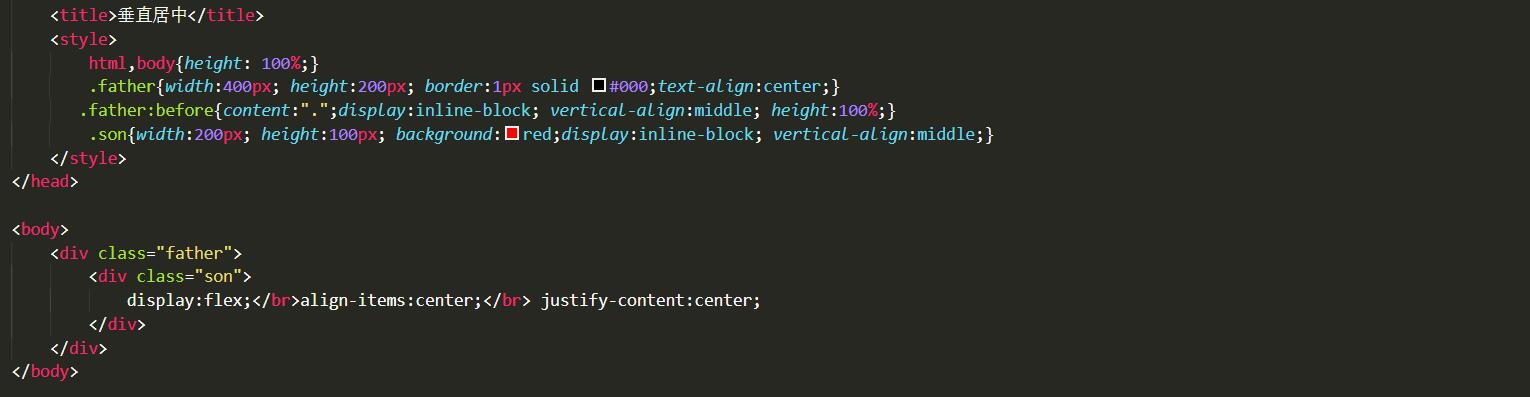 <title>垂直居中</title>
<style>
html,body{height: 100%;}
.father{width:400px; height:200px; border:1px solid #000;text-align:center;}
.father:before{content:".";display:inline-block; vertical-align:middle; height:100%;}
.son{width:200px; height:100px; background:red;display:inline-block; vertical-align:middle;}
</style>
</head>
<body>
<div class="father">
<div class="son">
display:flex;</br>align-items:center;</br> justify-content:center;
</div>
</div>
</body>